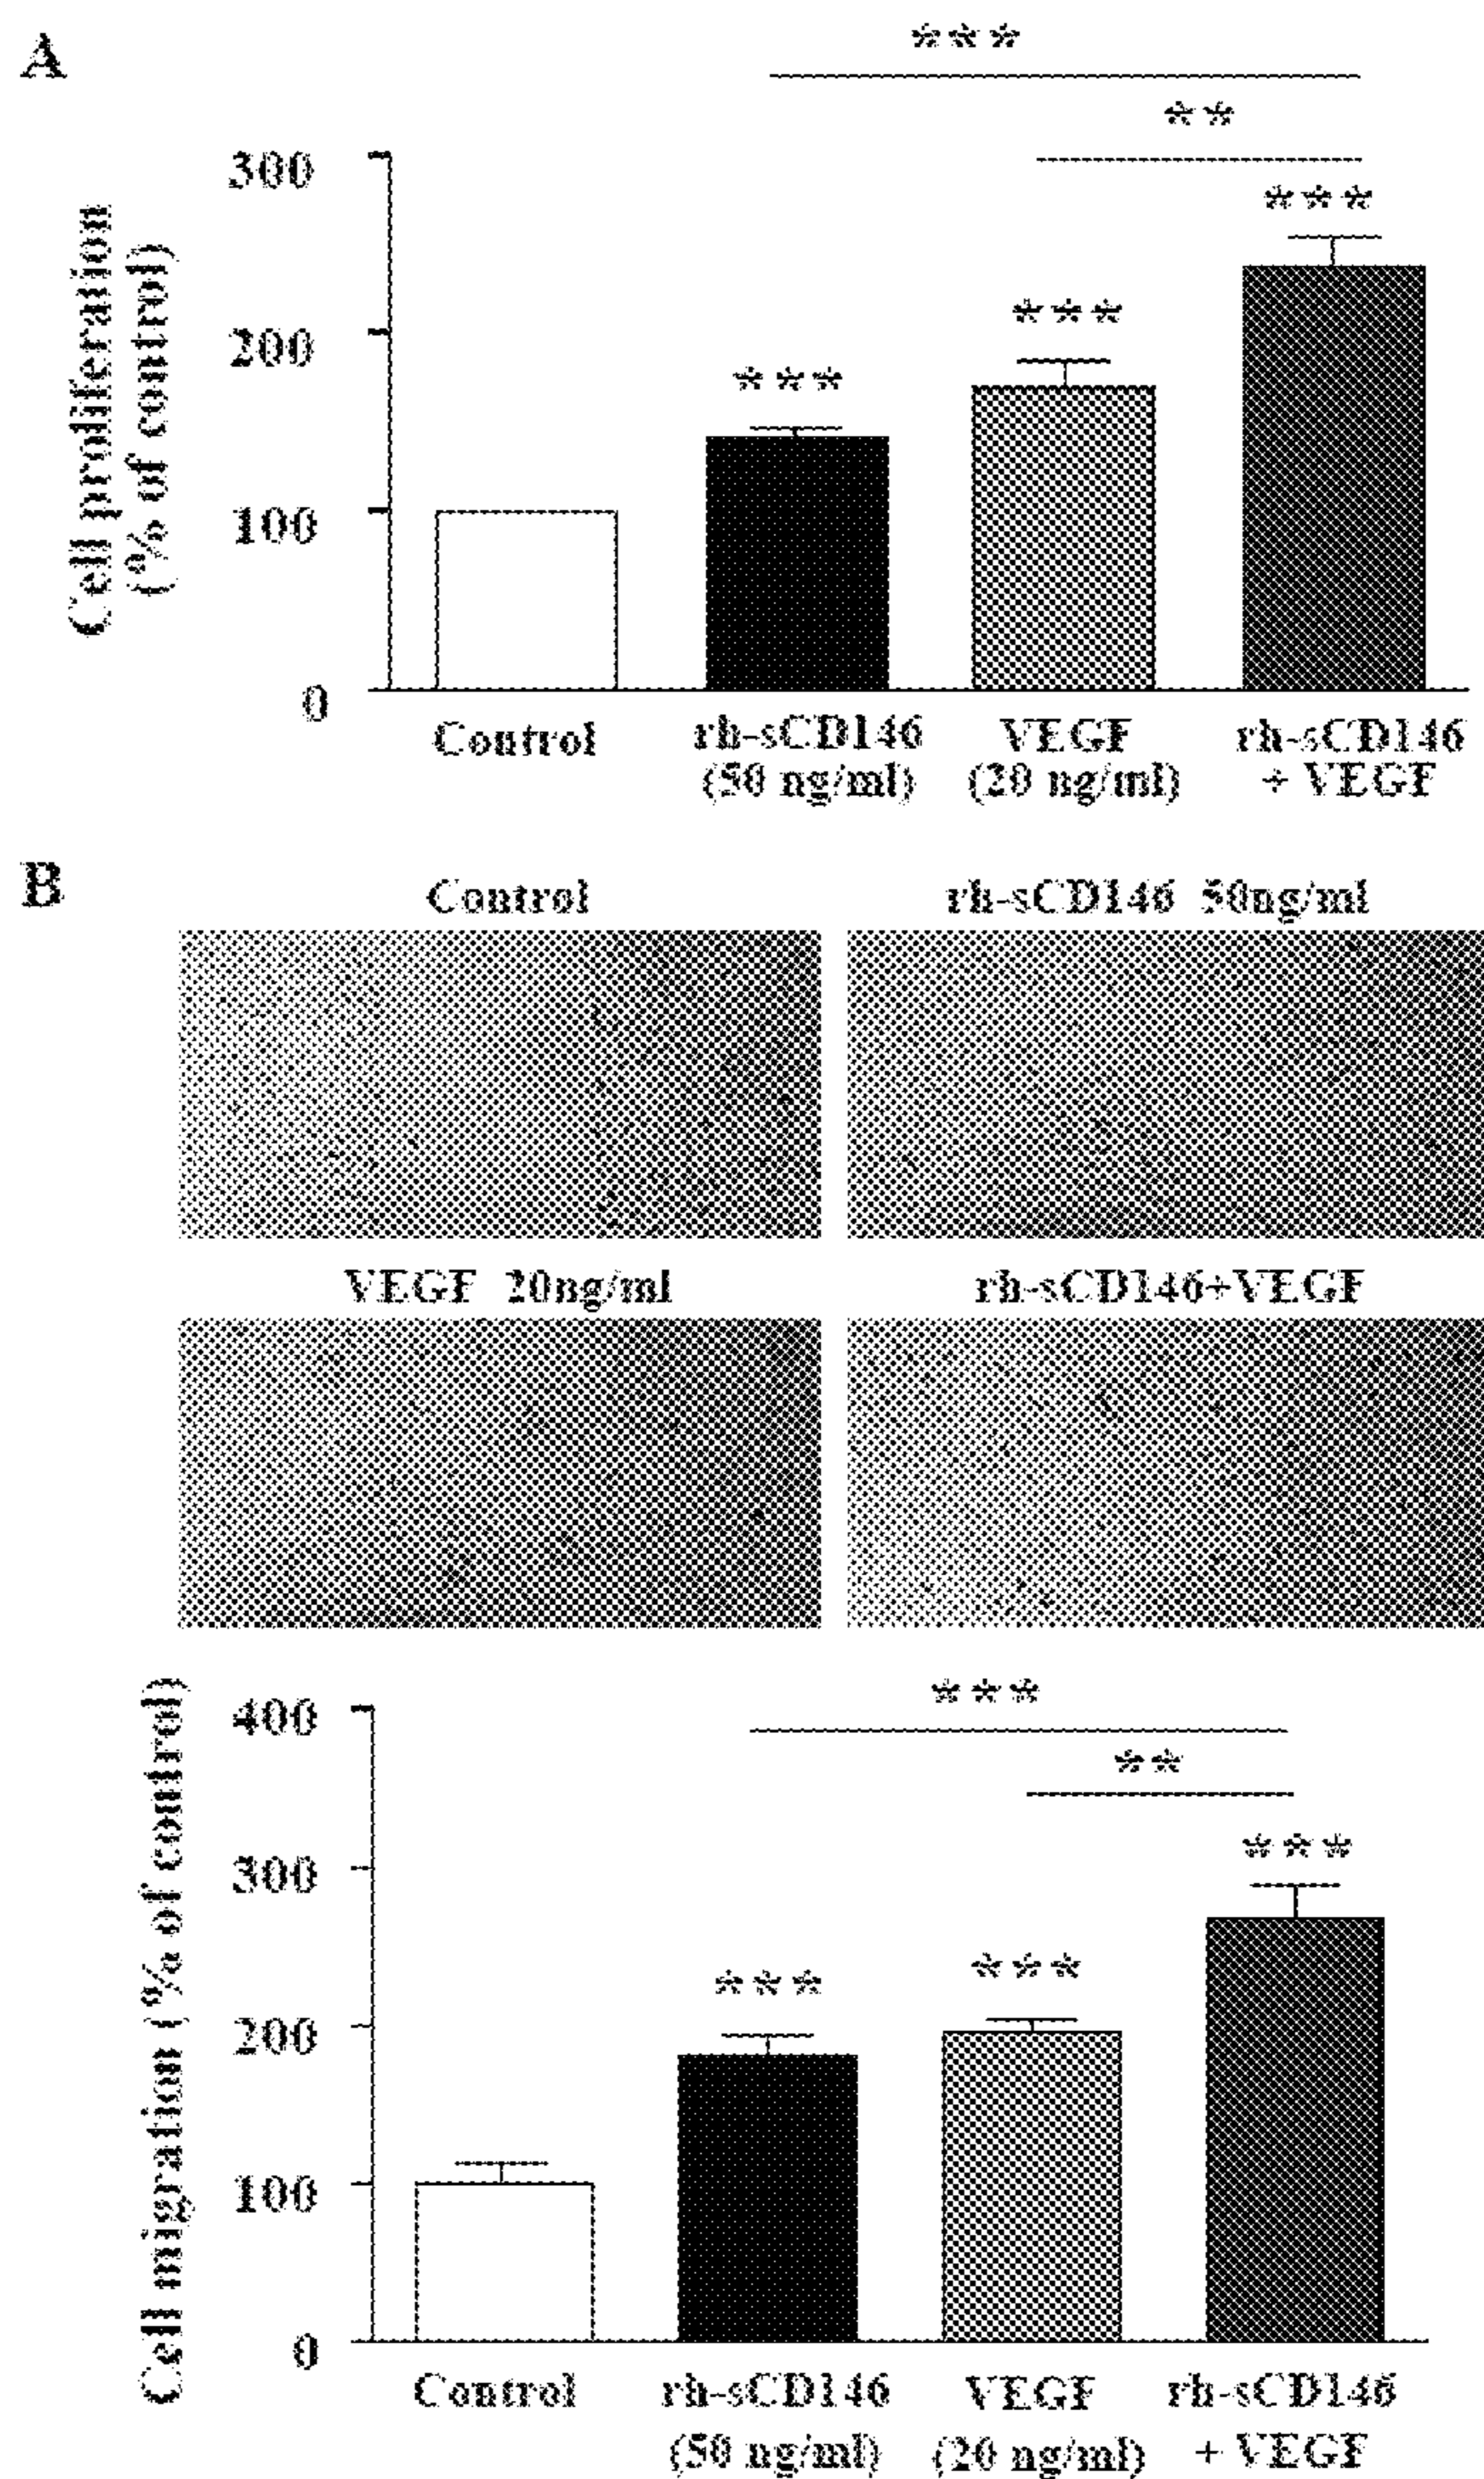 A
***
**
***
***
***
300
200
100
0
Cell proliferation
(% of control)
Control
rh-sCD146
(50 ng/ml)
VEGF
(20 ng/ml)
rh-sCD146
+ VEGF
B
Control
rh-sCD146 50ng/ml
VEGF 20ng/ml
rh-sCD146+VEGF
***
**
***
***
***
400
300
200
100
0
Cell migration (% of control)
Control
rh-sCD146
(50 ng/ml)
VEGF
(20 ng/ml)
rh-sCD146
+ VEGF